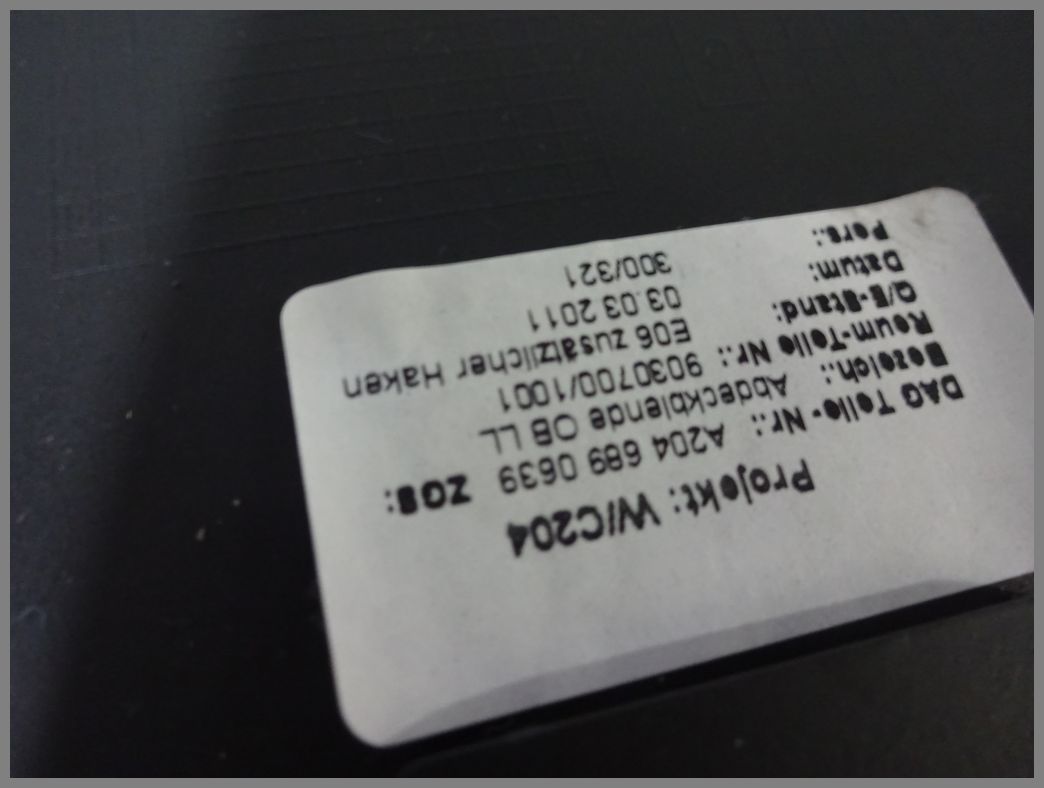 Projekt: W/C204
DAG Teile-Nr.: A204 689 0639 ZGS:
Bezeich.: Abdeckblende OB LL
Reum-Teile Nr.: 9030700/1001
Q/E-Stand: E06 zusätzlicher Haken
Datum: 03.03.2011
Pers.: 300/321